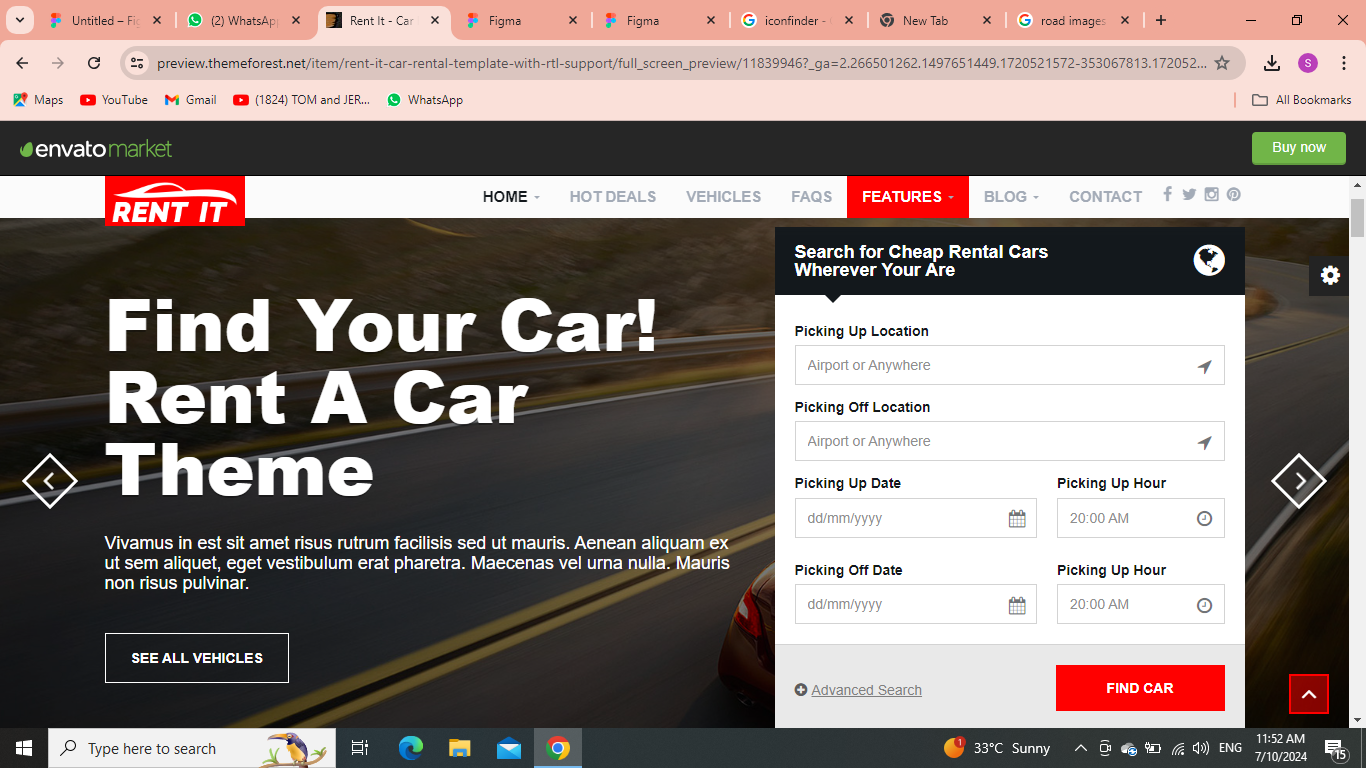 Untitled – Fig
(2) WhatsApp
Rent It - Car
Figma
Figma
iconfinder -
New Tab
road images
preview.themeforest.net/item/rent-it-car-rental-template-with-rtl-support/full_screen_preview/11839946?_ga=2.266501262.1497651449.1720521572-353067813.172052...
S
Maps
YouTube
Gmail
(1824) TOM and JER...
WhatsApp
All Bookmarks
envato market
Buy now
RENT IT
HOME
HOT DEALS
VEHICLES
FAQS
FEATURES
BLOG
CONTACT
Find Your Car!
Rent A Car
Theme
Vivamus in est sit amet risus rutrum facilisis sed ut mauris. Aenean aliquam ex
ut sem aliquet, eget vestibulum erat pharetra. Maecenas vel urna nulla. Mauris
non risus pulvinar.
SEE ALL VEHICLES
Search for Cheap Rental Cars
Wherever Your Are
Picking Up Location
Airport or Anywhere
Picking Off Location
Airport or Anywhere
Picking Up Date
Picking Up Hour
dd/mm/yyyy
20:00 AM
Picking Off Date
Picking Up Hour
dd/mm/yyyy
20:00 AM
Advanced Search
FIND CAR
Type here to search
1
33°C Sunny
ENG
11:52 AM
7/10/2024
15